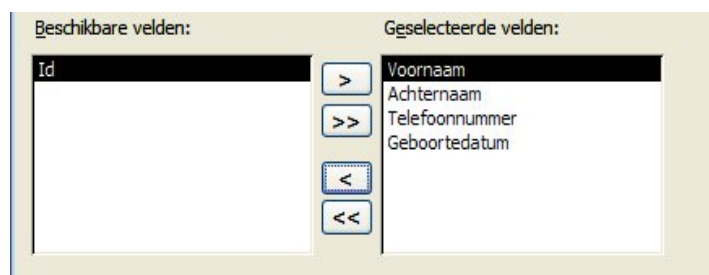 Beschikbare velden:
Geselecteerde velden:
Id
>
>>
<
<<
Voornaam
Achternaam
Telefoonnummer
Geboortedatum